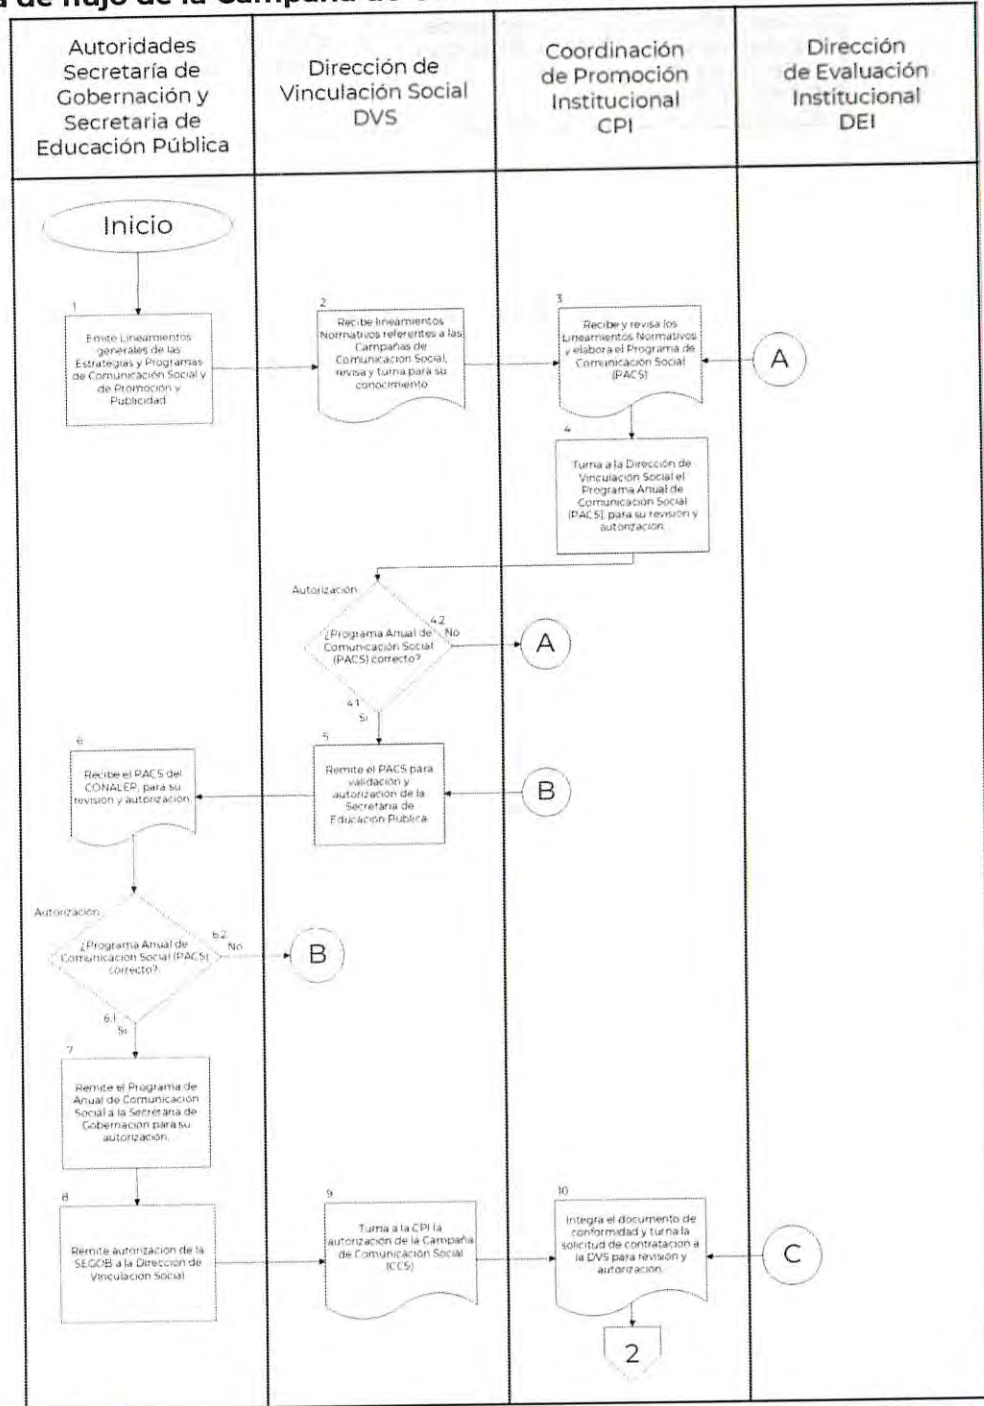 a de flujo de la Campaña de
Autoridades
Secretaría de
Gobernación y
Secretaria de
Educación Pública
Dirección de
Vinculación Social
DVS
Coordinación
de Promoción
Institucional
CPI
Dirección
de Evaluación
Institucional
DEI
Inicio
1
Emite Lineamientos
generales de las
Estrategias y Programas
de Comunicación Social y
de Promoción y
Publicidad
2
Recibe lineamientos
Normativos referentes a las
Campañas de
Comunicación Social,
revisa y turna para su
conocimiento
3
Recibe y revisa los
Lineamientos Normativos
y elabora el Programa de
Comunicación Social
(PACS)
A
4
Turna a la Dirección de
Vinculación Social el
Programa Anual de
Comunicación Social
(PACS), para su revisión y
autorización.
Autorización
¿Programa Anual de
Comunicación Social
(PACS) correcto?
4.2
No
A
4.1
Si
5
Remite el PACS para
validación y
autorización de la
Secretaría de
Educación Publica
B
6
Recibe el PACS del
CONALEP, para su
revisión y autorización.
Autorización
¿Programa Anual de
Comunicación Social (PACS)
correcto?
6.2
No
B
6.1
Si
7
Remite el Programa de
Anual de Comunicación
Social a la Secretaría de
Gobernación para su
autorización.
8
Remite autorización de la
SEGOB a la Dirección de
Vinculación Social
9
Turna a la CPI la
autorización de la Campaña
de Comunicación Social
(CCS)
10
Integra el documento de
conformidad y turna la
solicitud de contratación a
la DVS para revisión y
autorización.
C
2